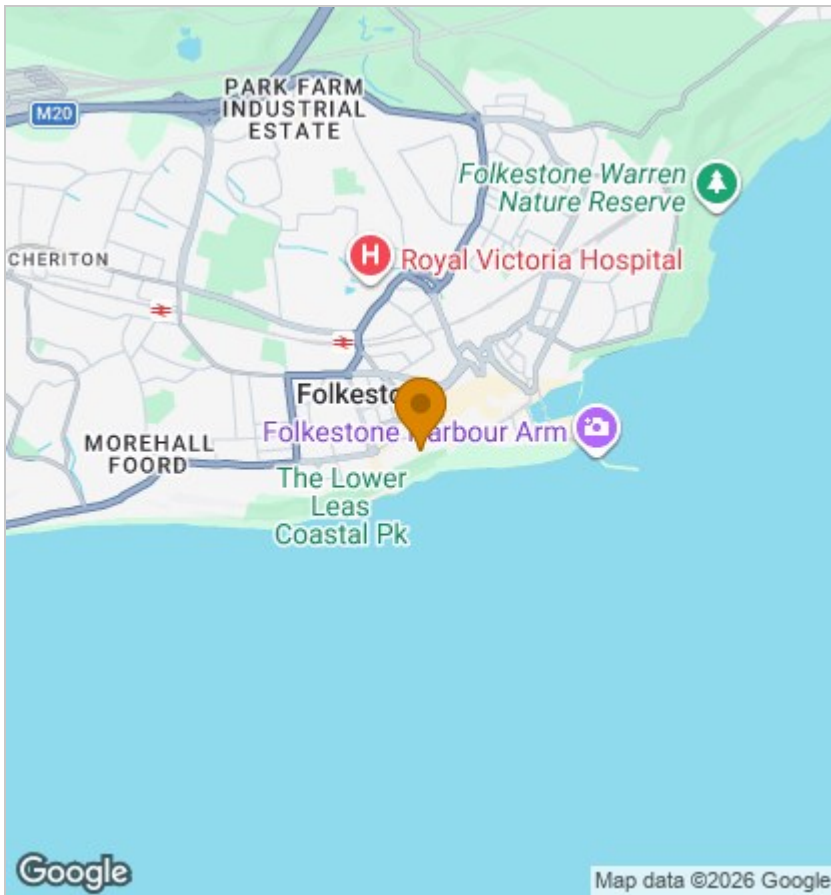 PARK FARM
INDUSTRIAL
ESTATE
M20
Folkestone Warren
Nature Reserve
CHERITON
H
Royal Victoria Hospital
Folkesto
Folkestone Harbour Arm
MOREHALL
FOORD
The Lower
Leas
Coastal Pk
Google
Map data ©2026 Google